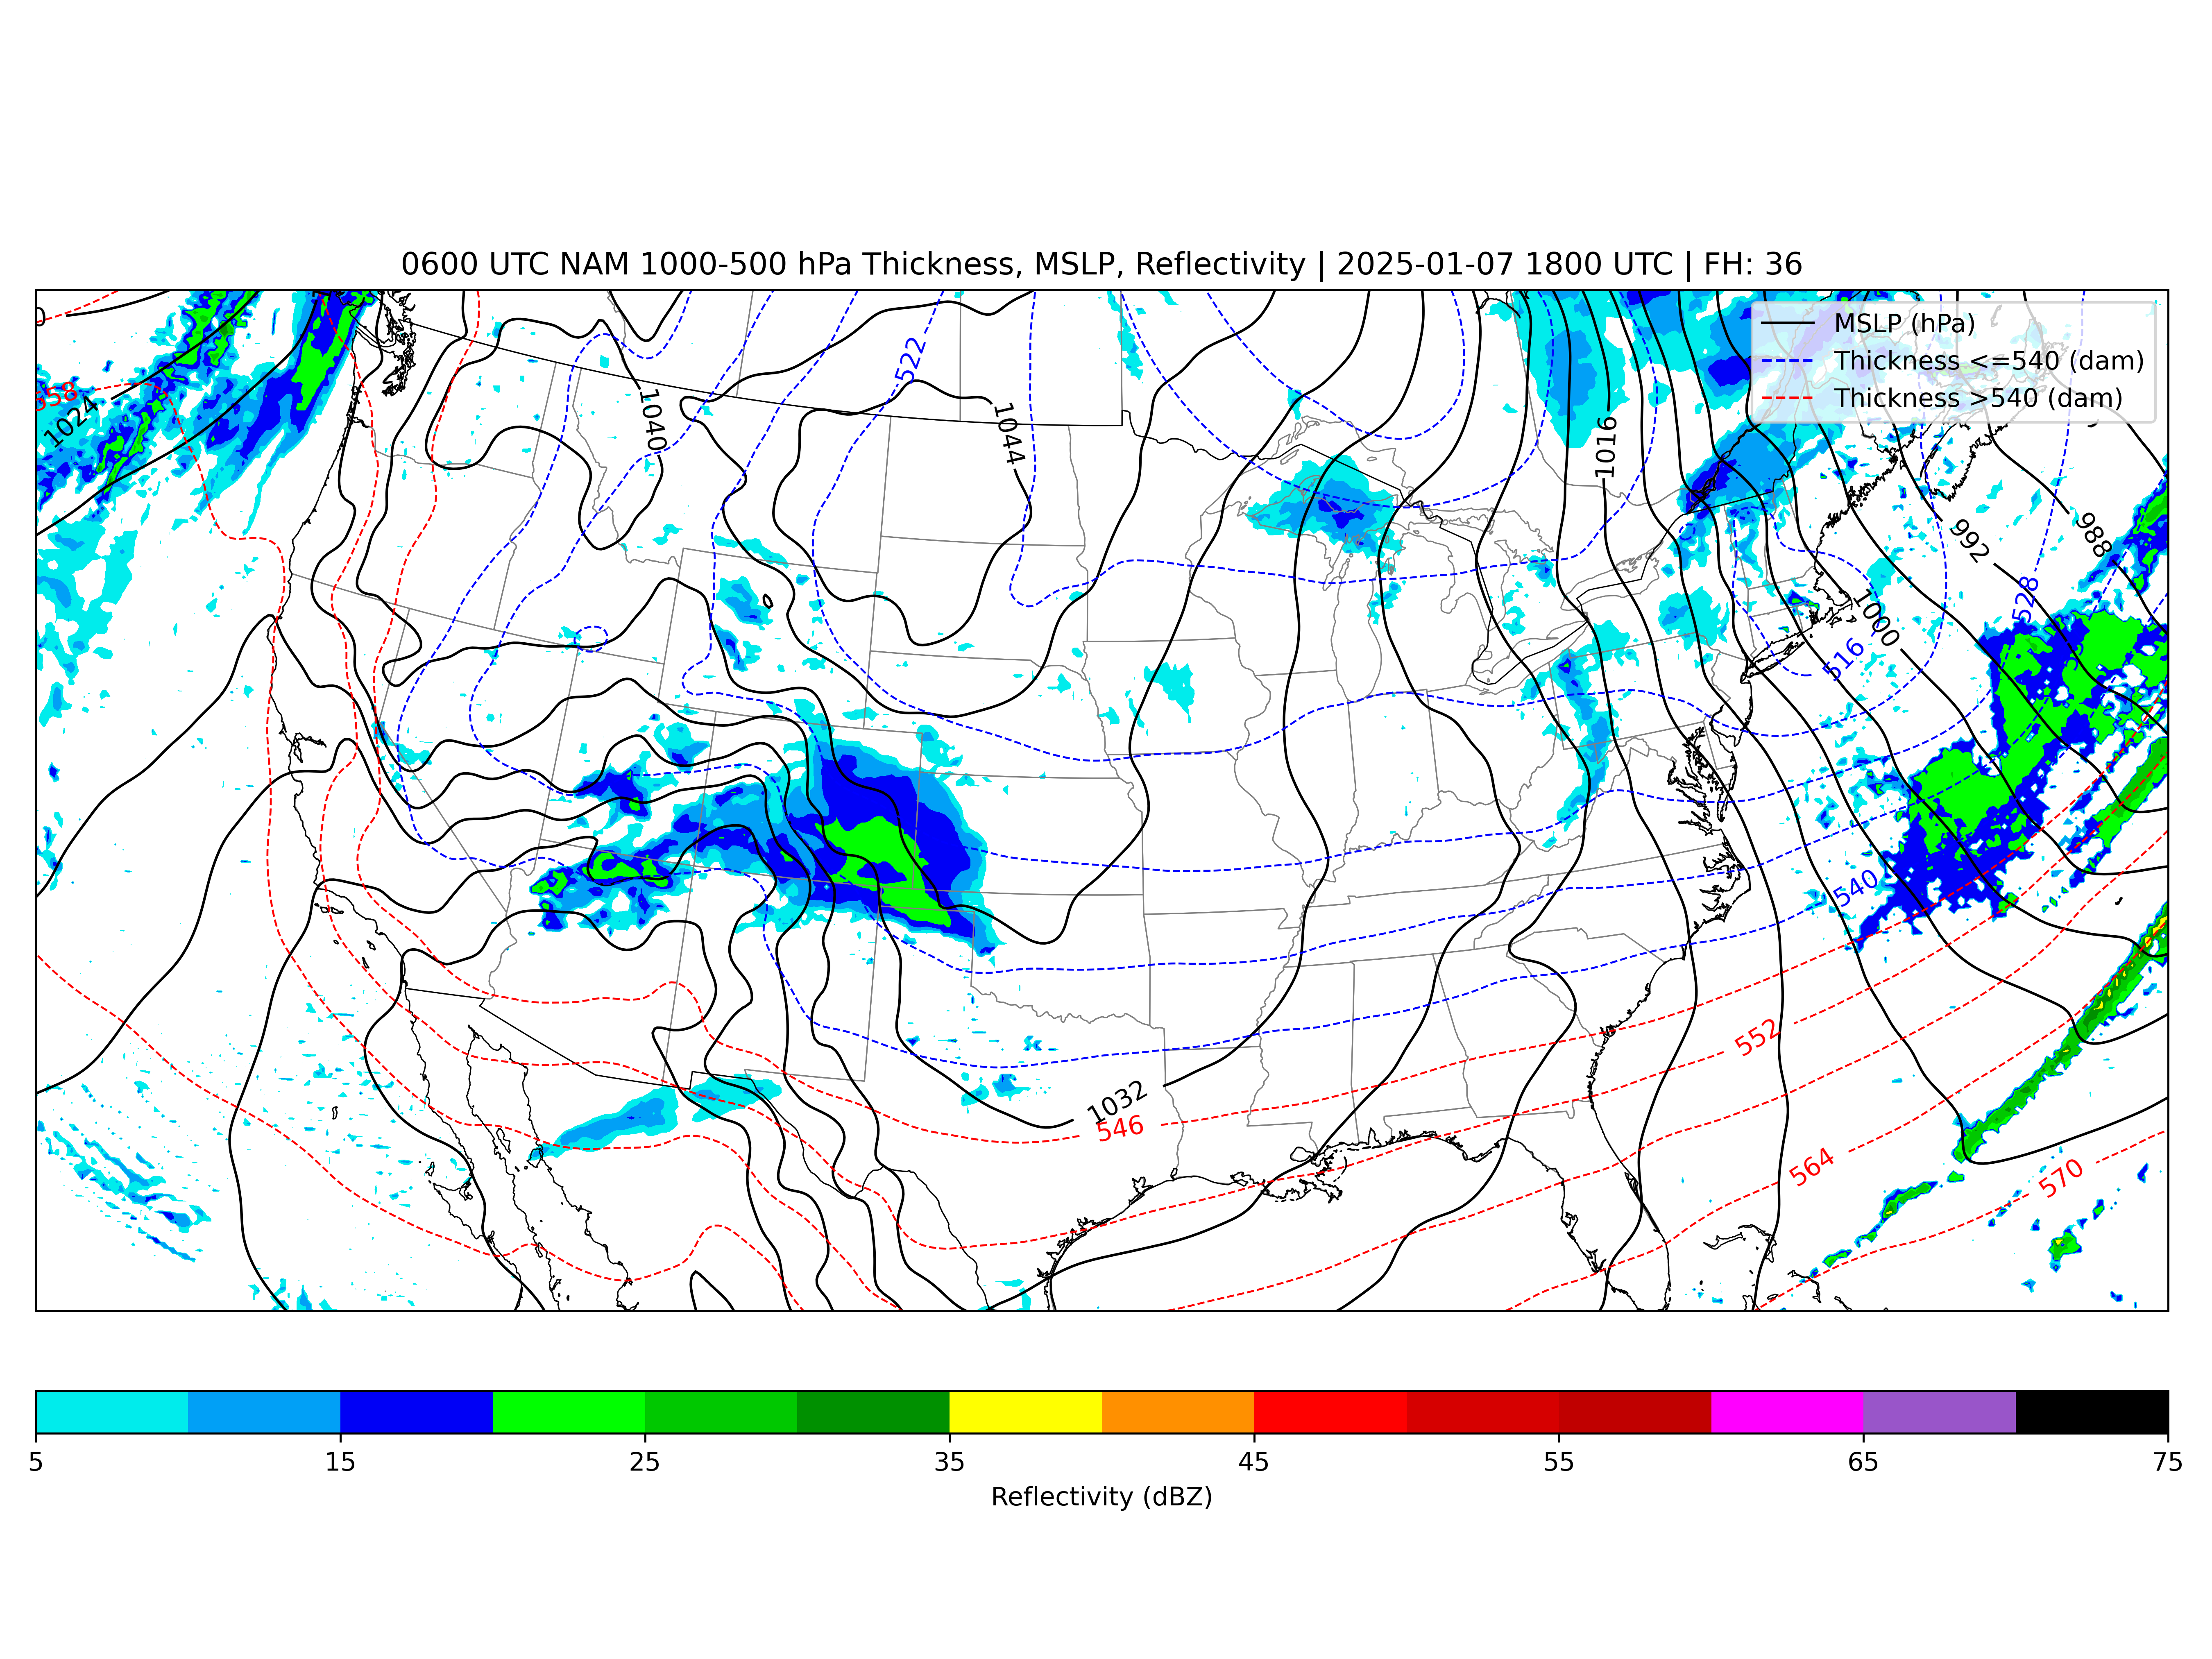 0600 UTC NAM 1000-500 hPa Thickness, MSLP, Reflectivity | 2025-01-07 1800 UTC | FH: 36
MSLP (hPa)
Thickness <=540 (dam)
Thickness >540 (dam)
522
1024
1040
1044
1016
992
988
528
1000
516
540
552
1032
546
564
570
5 15 25 35 45 55 65 75
Reflectivity (dBZ)